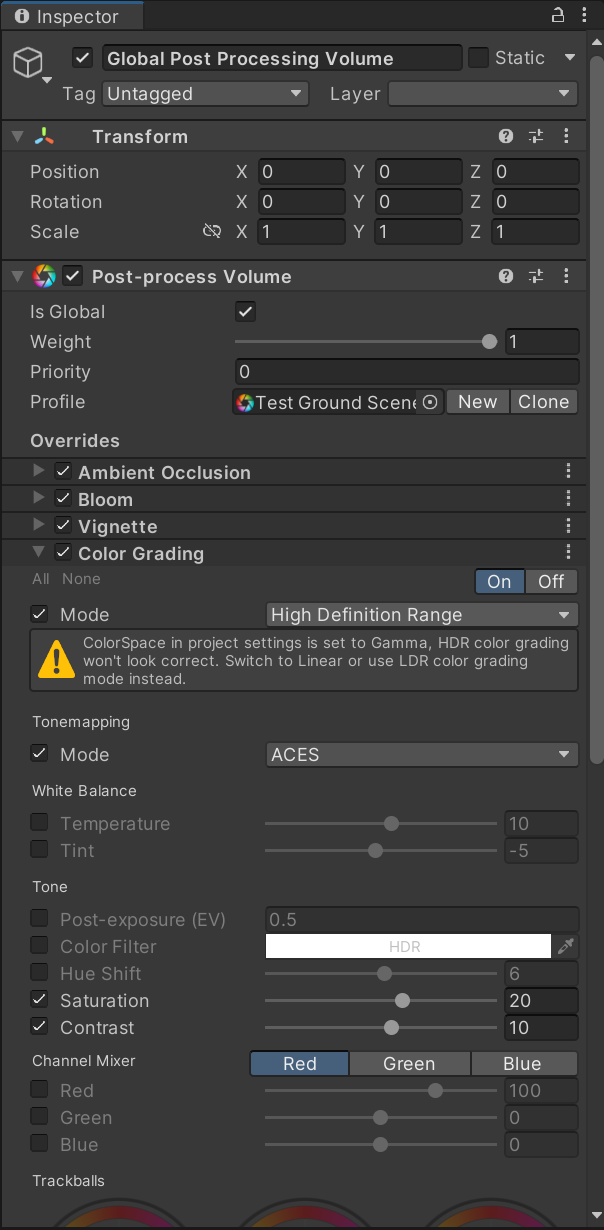 Inspector
Global Post Processing Volume Static
Tag Untagged Layer
Transform
Position X 0 Y 0 Z 0
Rotation X 0 Y 0 Z 0
Scale X 1 Y 1 Z 1
Post-process Volume
Is Global
Weight 1
Priority 0
Profile Test Ground Scene New Clone
Overrides
Ambient Occlusion
Bloom
Vignette
Color Grading
All None On Off
Mode High Definition Range
ColorSpace in project settings is set to Gamma, HDR color grading
won't look correct. Switch to Linear or use LDR color grading
mode instead.
Tonemapping
Mode ACES
White Balance
Temperature 10
Tint -5
Tone
Post-exposure (EV) 0.5
Color Filter HDR
Hue Shift 6
Saturation 20
Contrast 10
Channel Mixer Red Green Blue
Red 100
Green 0
Blue 0
Trackballs